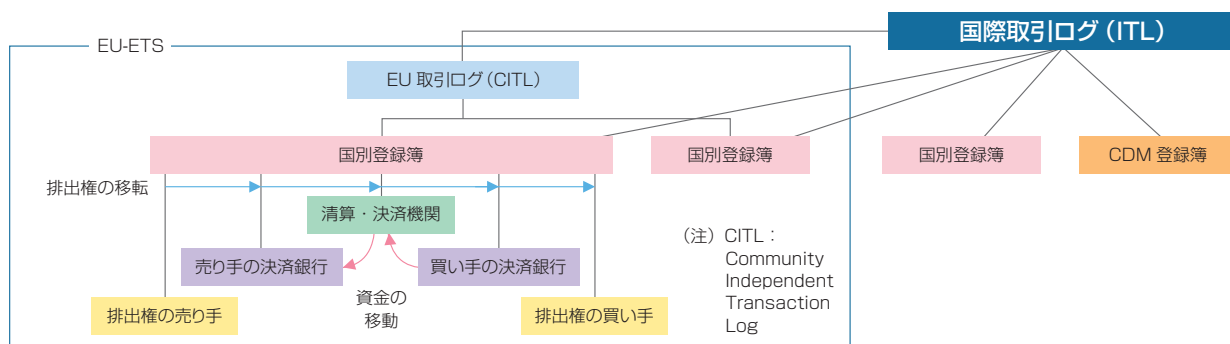 国際取引ログ(ITL)
EU-ETS
EU 取引ログ(CITL)
国別登録簿
国別登録簿
国別登録簿
CDM 登録簿
排出権の移転
清算・決済機関
売り手の決済銀行
買い手の決済銀行
資金の
移動
排出権の売り手
排出権の買い手
(注)CITL:
Community
Independent
Transaction
Log